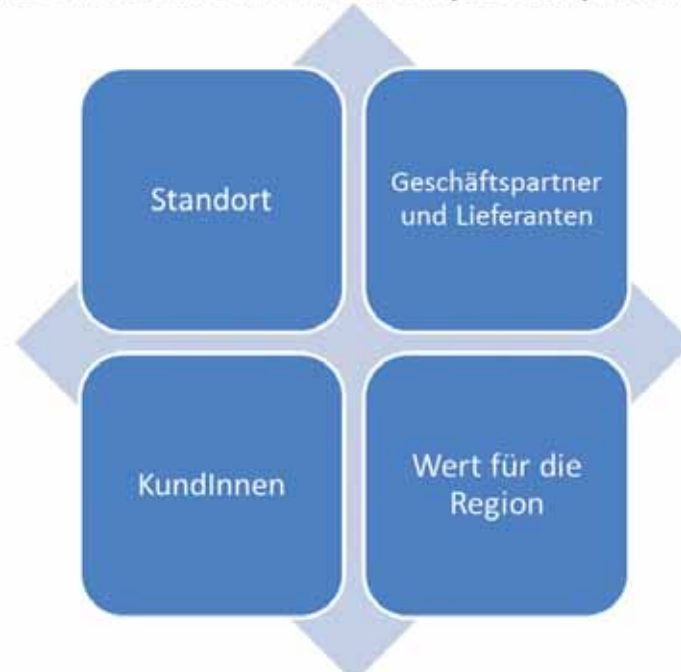 Standort
Geschäftspartner
und Lieferanten
KundInnen
Wert für die
Region